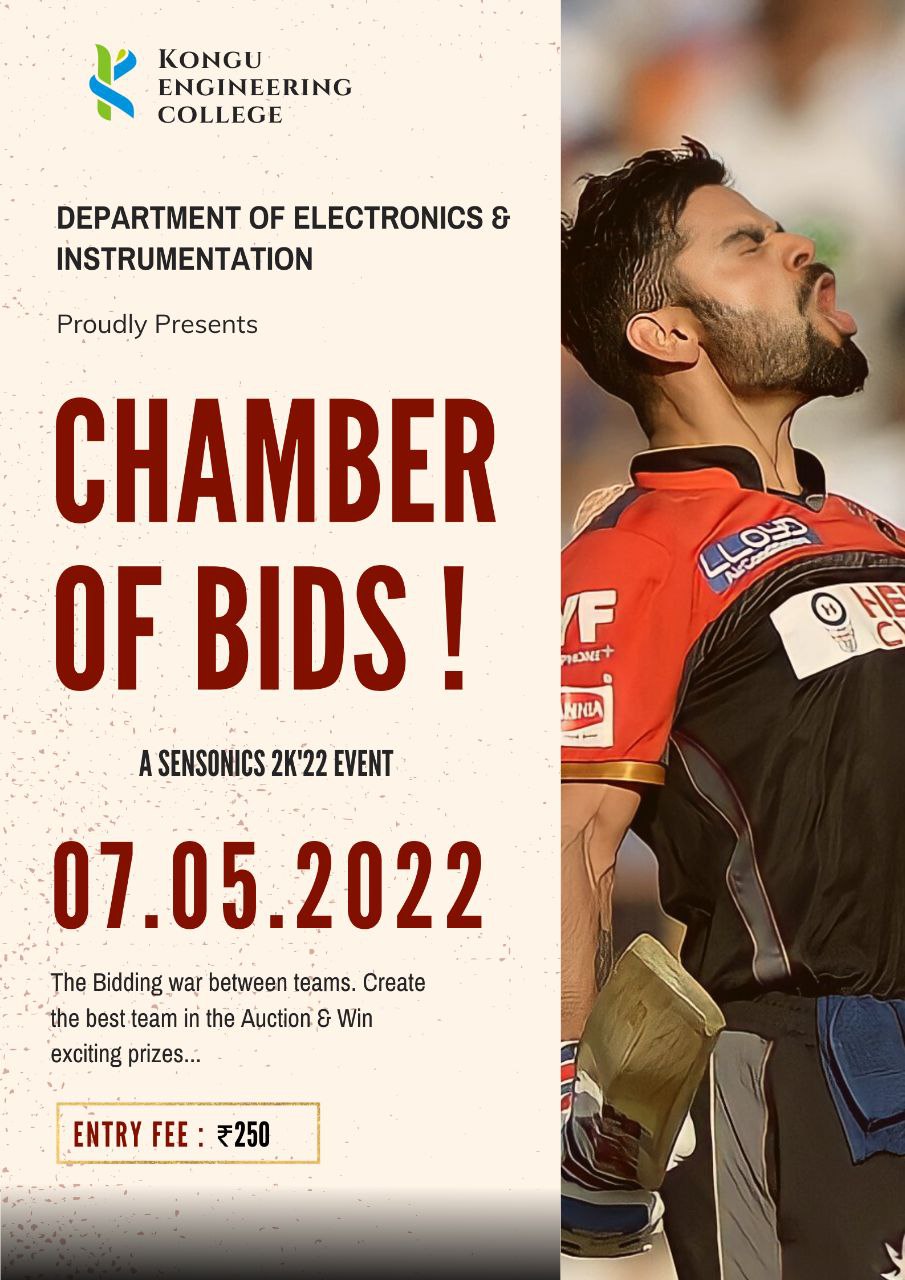 KONGU
ENGINEERING
COLLEGE
DEPARTMENT OF ELECTRONICS &
INSTRUMENTATION
Proudly Presents
CHAMBER
OF BIDS !
A SENSONICS 2K'22 EVENT
07.05.2022
The Bidding war between teams. Create
the best team in the Auction & Win
exciting prizes...
ENTRY FEE : ₹250
LLOYD